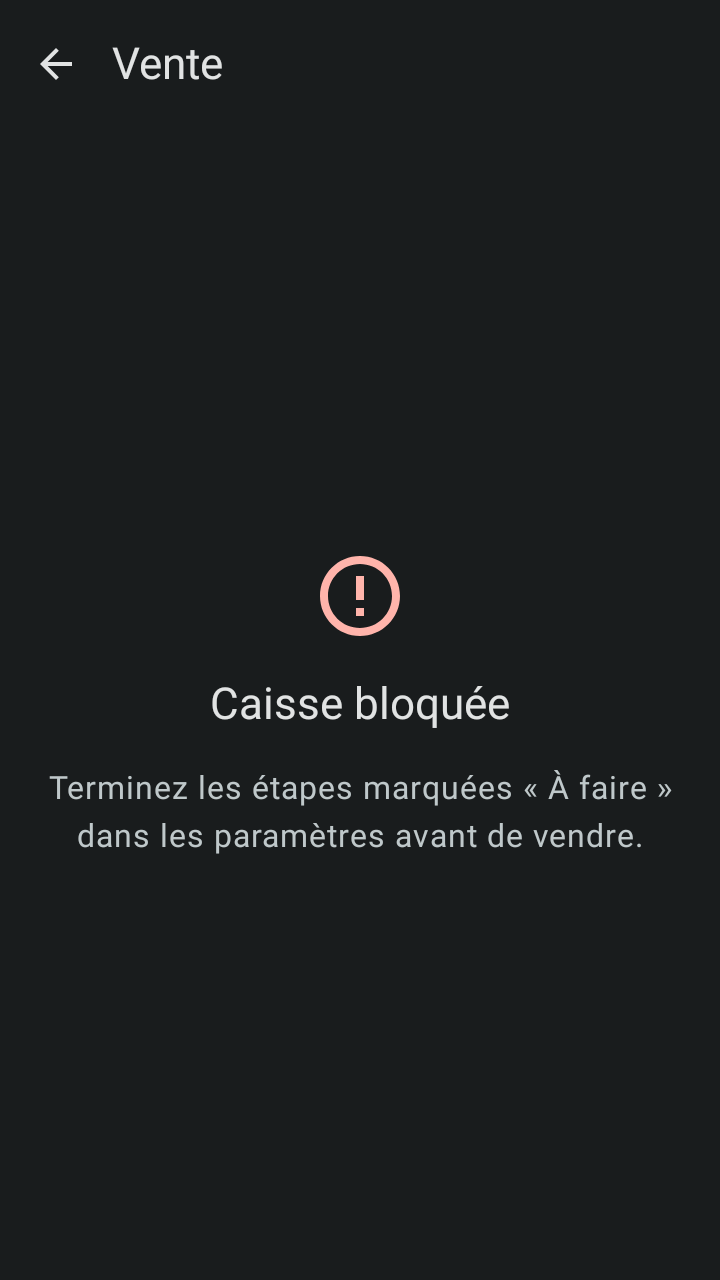 Vente
Caisse bloquée
Terminez les étapes marquées « À faire »
dans les paramètres avant de vendre.